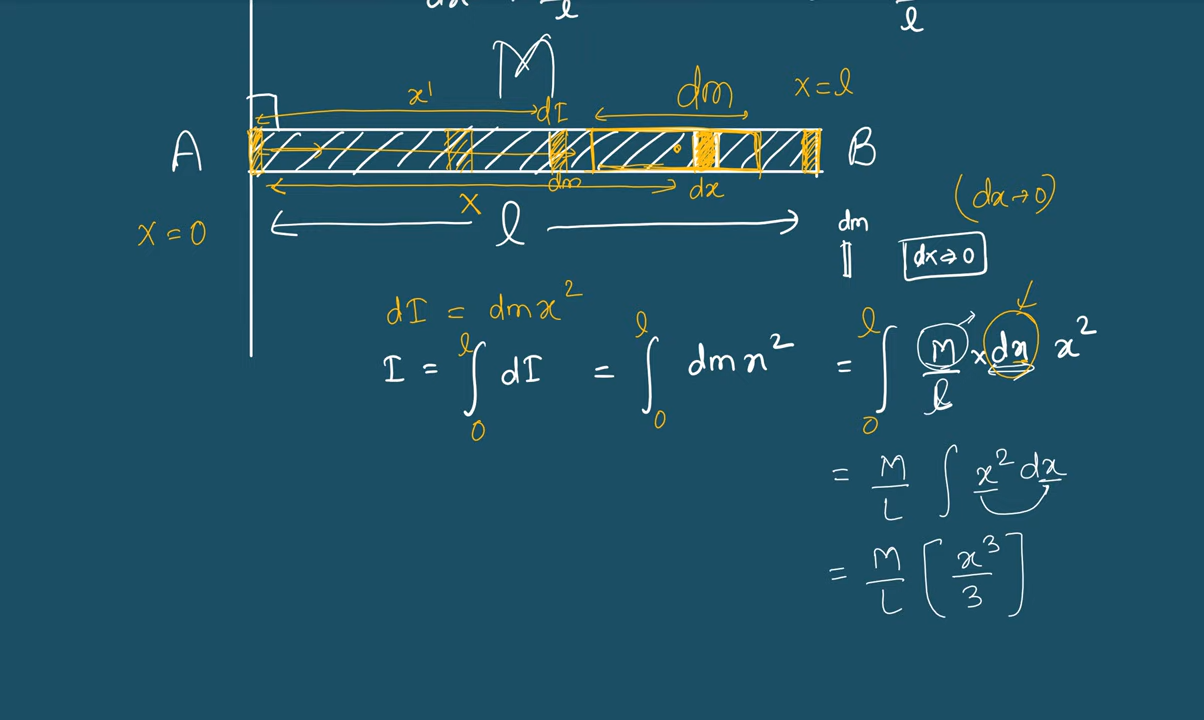 dx l l
M
x' dI dm x = l
A B
dm dx
x = 0 x l dm (dx → 0)
dx → 0
dI = dm x²
I = ∫₀ˡ dI = ∫₀ˡ dm x² = ∫₀ˡ M/l × dx x²
= M/L ∫ x² dx
= M/L [x³/3]